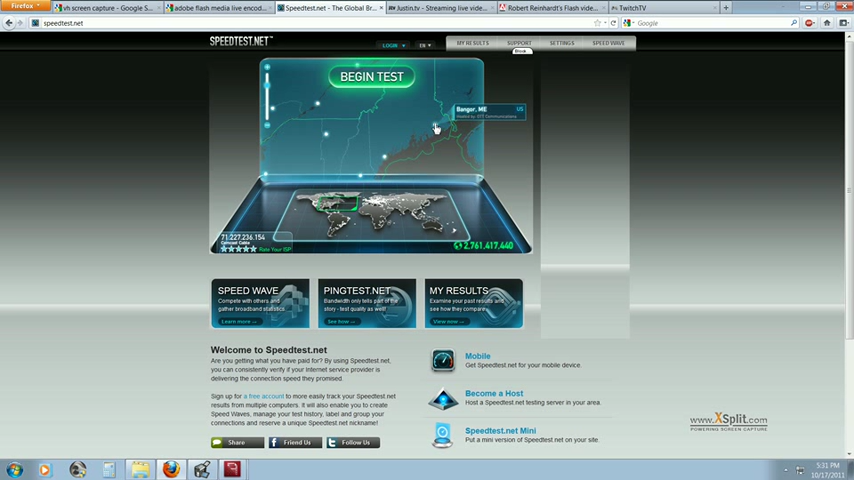 Firefox
vh screen capture - Google S...
adobe flash media live encod...
Speedtest.net - The Global Br...
Justin.tv - Streaming live vide...
Robert Reinhardt's Flash video...
TwitchTV
speedtest.net
Google
SPEEDTEST.NET™
LOGIN
EN
MY RESULTS
SUPPORT
SETTINGS
SPEED WAVE
BEGIN TEST
Bangor, ME
US
71.227.236.154
Comcast Cable
Rate Your ISP
2,761,417,440
SPEED WAVE
Compete with others and
gather broadband statistics
Learn more
PINGTEST.NET
Bandwidth only tells part of the
story - test quality as well!
See how
MY RESULTS
Examine your past results and
see how they compare.
View now
Welcome to Speedtest.net
Are you getting what you have paid for? By using Speedtest.net,
you can consistently verify if your internet service provider is
delivering the connection speed they promised.
Sign up for a free account to more easily track your Speedtest.net
results from multiple computers. It will also enable you to create
Speed Waves, manage your test history, label and group your
connections and reserve a unique Speedtest.net nickname!
Share
Friend Us
Follow Us
Mobile
Get Speedtest.net for your mobile device.
Become a Host
Host a Speedtest.net testing server in your area.
Speedtest.net Mini
Put a mini version of Speedtest.net on your site.
www.XSplit.com
POWERING SCREEN CAPTURE
5:31 PM
10/17/2011